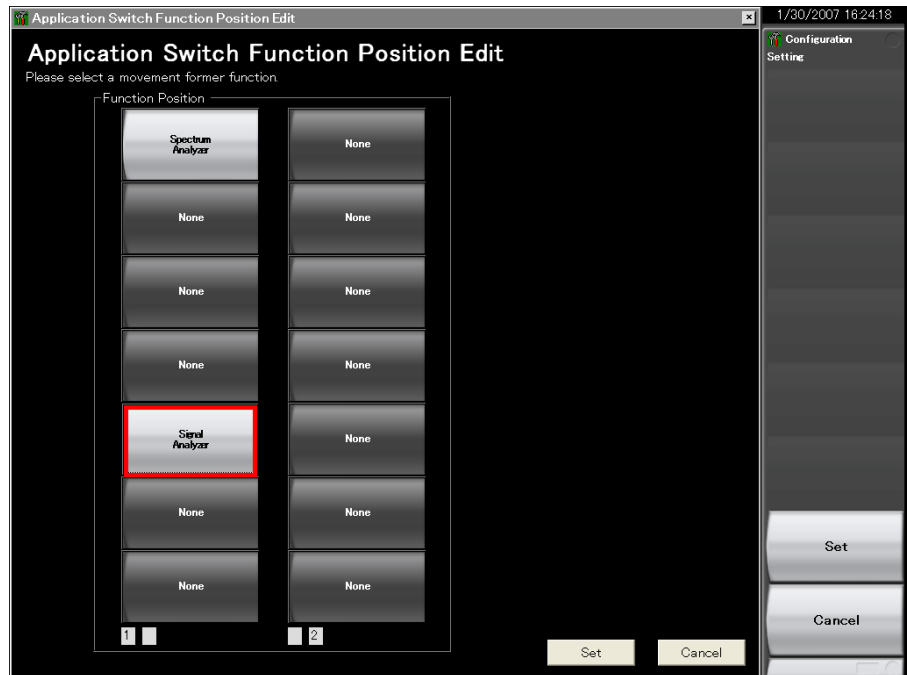 Application Switch Function Position Edit
1/30/2007 16:24:18
Configuration
Setting
Application Switch Function Position Edit
Please select a movement former function.
Function Position
Spectrum
Analyzer
None
None
None
None
None
None
None
Signal
Analyzer
None
None
None
None
None
1
2
Set
Cancel
Set
Cancel